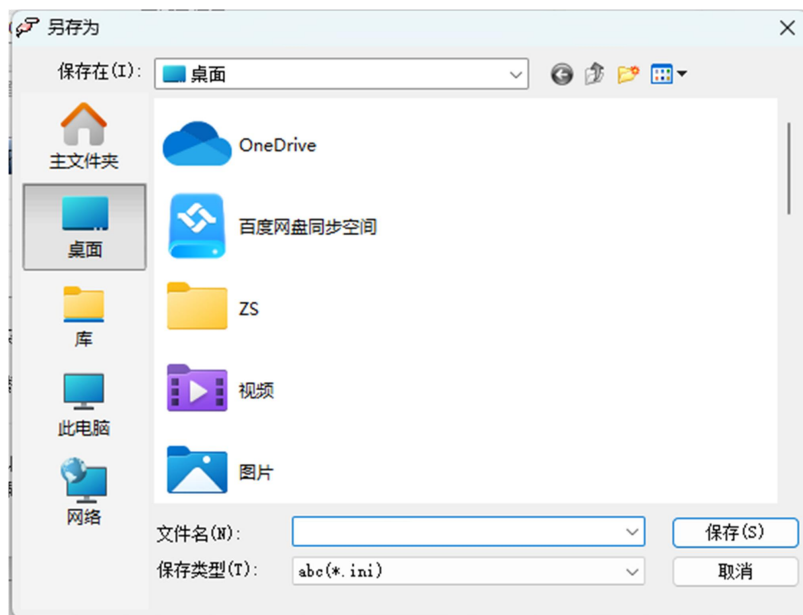 另存为
保存在(I):
桌面
主文件夹
桌面
库
此电脑
网络
OneDrive
百度网盘同步空间
ZS
视频
图片
文件名(N):
保存(S)
保存类型(T):
abc(*.ini)
取消